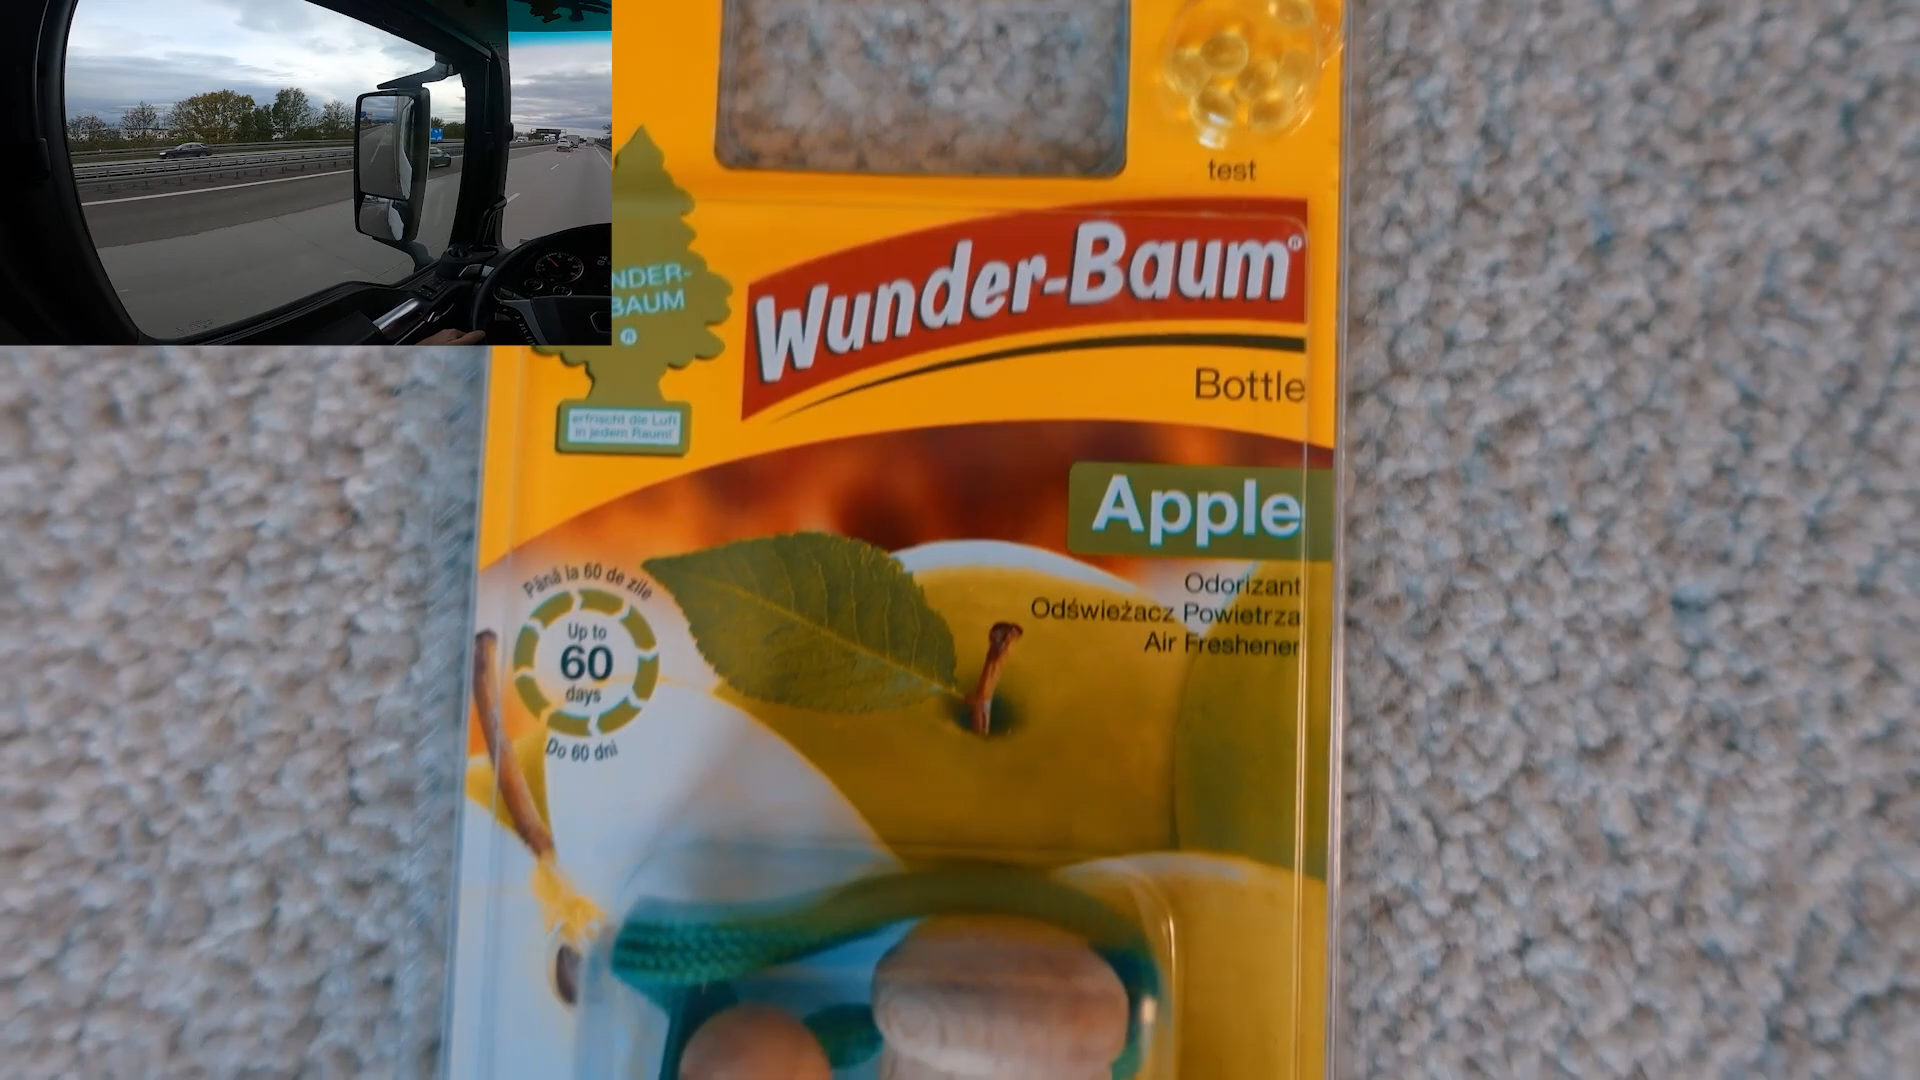 test
Wunder-Baum®
Bottle
NDER-
BAUM
®
erfrischt die Luft
in jedem Raum!
Apple
Odorizant
Odświeżacz Powietrza
Air Freshener
Până la 60 de zile
Up to
60
days
Do 60 dni